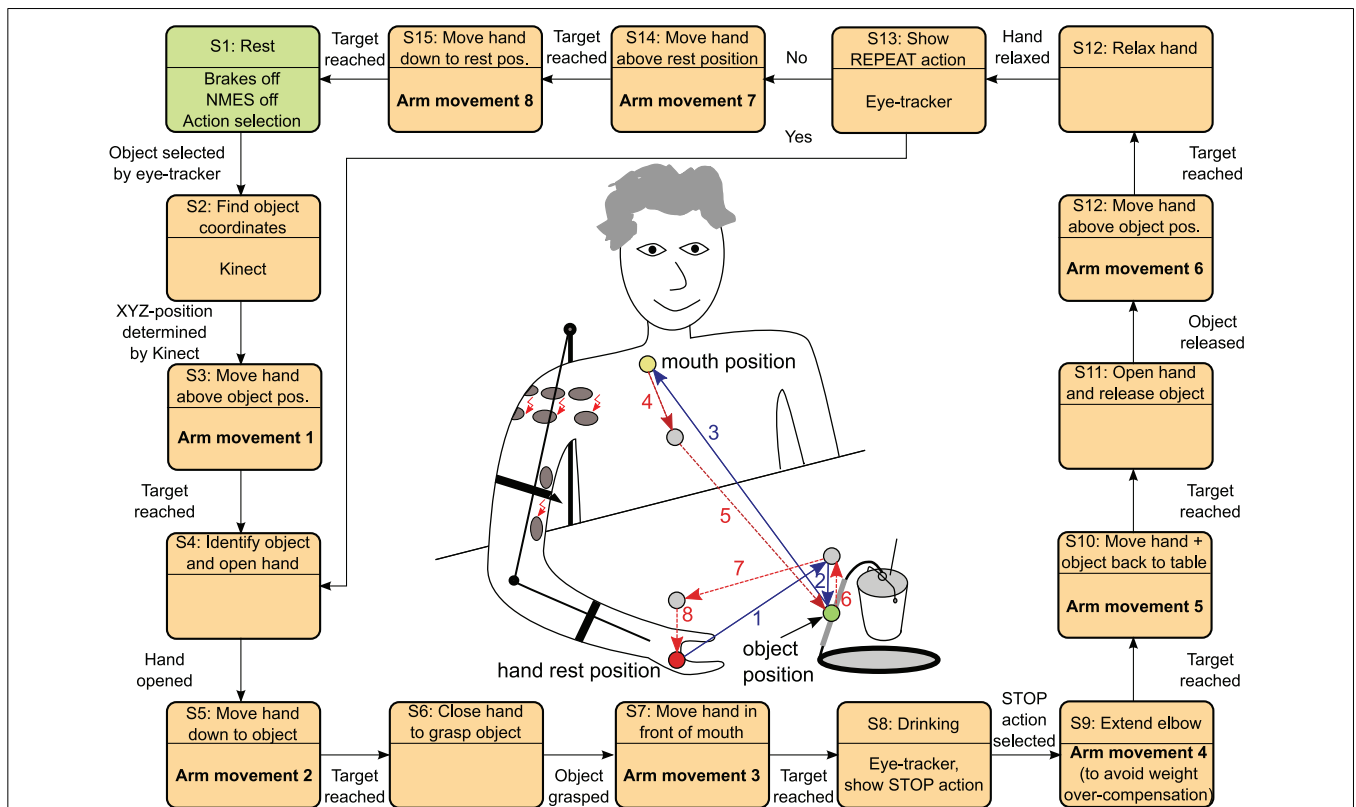 S1: Rest
Brakes off
NMES off
Action selection
Target
reached
S15: Move hand
down to rest pos.
Arm movement 8
Target
reached
S14: Move hand
above rest position
Arm movement 7
No
S13: Show
REPEAT action
Eye-tracker
Yes
Hand
relaxed
S12: Relax hand
Object selected
by eye-tracker
S2: Find object
coordinates
Kinect
XYZ-position
determined
by Kinect
S3: Move hand
above object pos.
Arm movement 1
Target
reached
S4: Identify object
and open hand
Hand
opened
S5: Move hand
down to object
Arm movement 2
Target
reached
S6: Close hand
to grasp object
Object
grasped
S7: Move hand in
front of mouth
Arm movement 3
Target
reached
S8: Drinking
Eye-tracker,
show STOP action
STOP
action
selected
S9: Extend elbow
Arm movement 4
(to avoid weight
over-compensation)
Target
reached
S10: Move hand +
object back to table
Arm movement 5
Target
reached
S11: Open hand
and release object
Object
released
S12: Move hand
above object pos.
Arm movement 6
Target
reached
mouth position
4
3
5
7
2
6
8
1
object
position
hand rest position